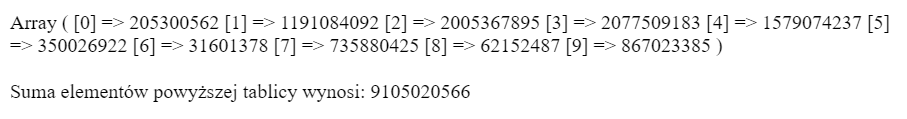 Array ( [0] => 205300562 [1] => 1191084092 [2] => 2005367895 [3] => 2077509183 [4] => 1579074237 [5]
=> 350026922 [6] => 31601378 [7] => 735880425 [8] => 62152487 [9] => 867023385 )
Suma elementów powyższej tablicy wynosi: 9105020566